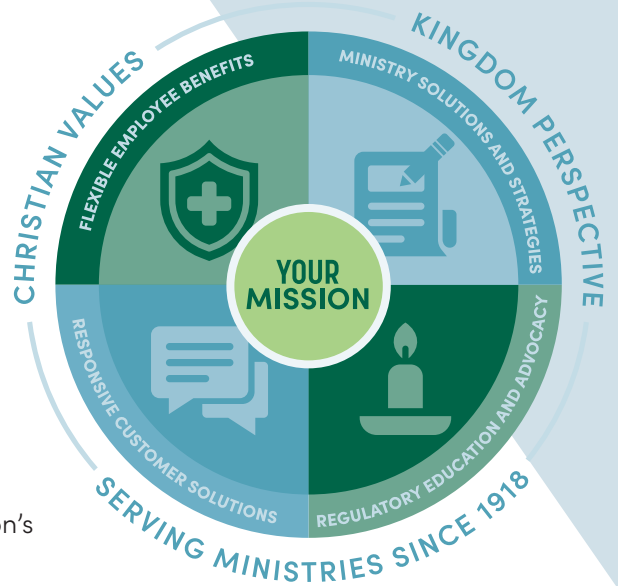 CHRISTIAN VALUES
KINGDOM PERSPECTIVE
FLEXIBLE EMPLOYEE BENEFITS
MINISTRY SOLUTIONS AND STRATEGIES
YOUR
MISSION
RESPONSIVE CUSTOMER SOLUTIONS
REGULATORY EDUCATION AND ADVOCACY
SERVING MINISTRIES SINCE 1918
on’s